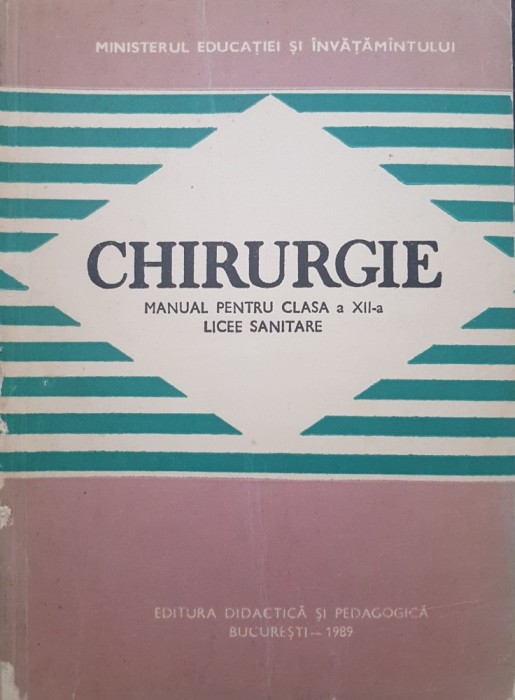 MINISTERUL EDUCAȚIEI ȘI ÎNVĂȚĂMÎNTULUI
CHIRURGIE
MANUAL PENTRU CLASA a XII-a
LICEE SANITARE
EDITURA DIDACTICĂ ȘI PEDAGOGICĂ
BUCUREȘTI — 1989